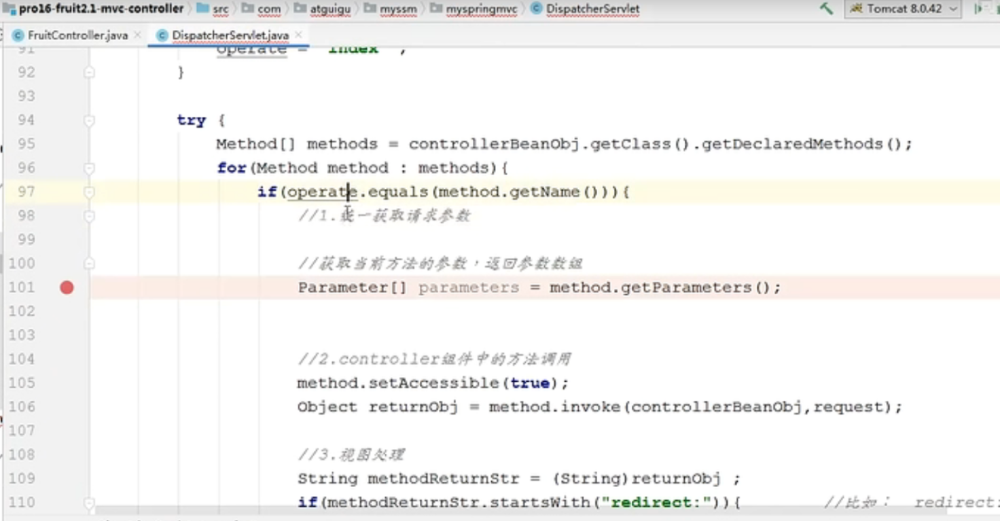 pro16-fruit2.1-mvc-controller src com atguigu myssm myspringmvc DispatcherServlet Tomcat 8.0.42
FruitController.java DispatcherServlet.java
91 operate = "index" ;
92 }
93
94 try {
95 Method[] methods = controllerBeanObj.getClass().getDeclaredMethods();
96 for(Method method : methods){
97 if(operate.equals(method.getName())){
98 //1.统一获取请求参数
99
100 //获取当前方法的参数，返回参数数组
101 Parameter[] parameters = method.getParameters();
102
103
104 //2.controller组件中的方法调用
105 method.setAccessible(true);
106 Object returnObj = method.invoke(controllerBeanObj,request);
107
108 //3.视图处理
109 String methodReturnStr = (String)returnObj ;
110 if(methodReturnStr.startsWith("redirect:")){ //比如： redirect: